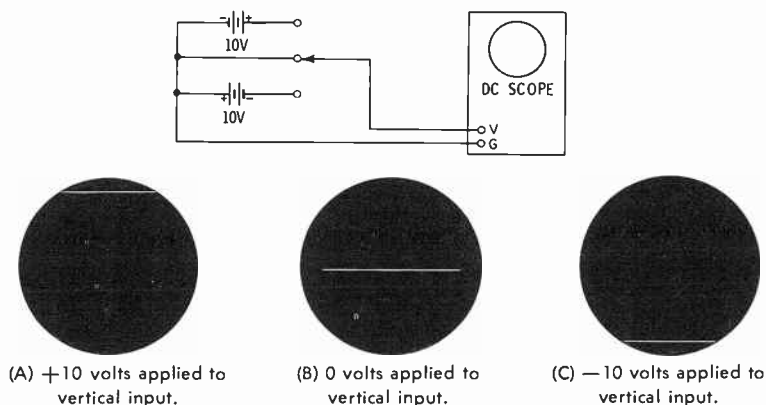 - +
10V
+ -
10V
DC SCOPE
V
G
(A) +10 volts applied to
vertical input.
(B) 0 volts applied to
vertical input.
(C) —10 volts applied to
vertical input.